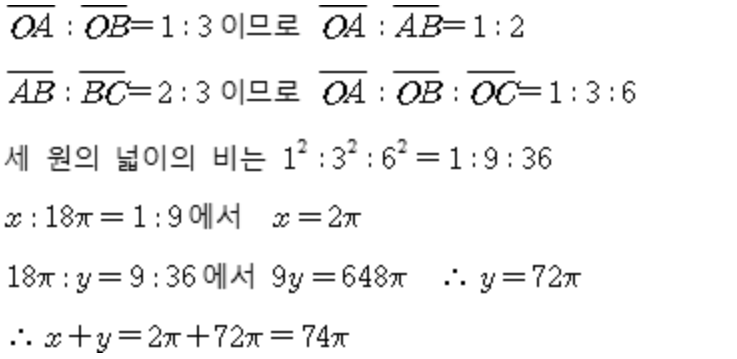 OA : OB = 1 : 3 이므로 OA : AB = 1 : 2
AB : BC = 2 : 3 이므로 OA : OB : OC = 1 : 3 : 6
세 원의 넓이의 비는 1² : 3² : 6² = 1 : 9 : 36
x : 18π = 1 : 9 에서 x = 2π
18π : y = 9 : 36 에서 9y = 648π ∴ y = 72π
∴ x + y = 2π + 72π = 74π